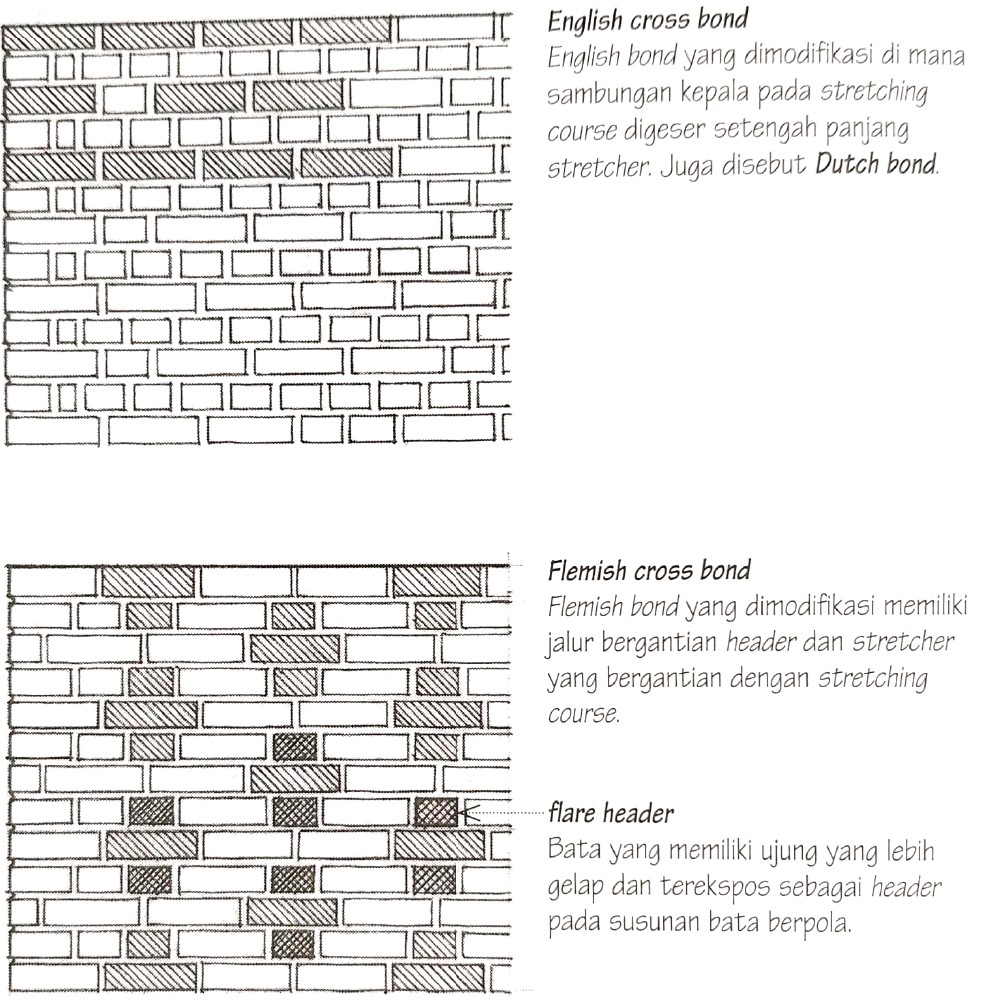 English cross bond
English bond yang dimodifikasi di mana
sambungan kepala pada stretching
course digeser setengah panjang
stretcher. Juga disebut Dutch bond.
Flemish cross bond
Flemish bond yang dimodifikasi memiliki
jalur bergantian header dan stretcher
yang bergantian dengan stretching
course.
flare header
Bata yang memiliki ujung yang lebih
gelap dan terekspos sebagai header
pada susunan bata berpola.